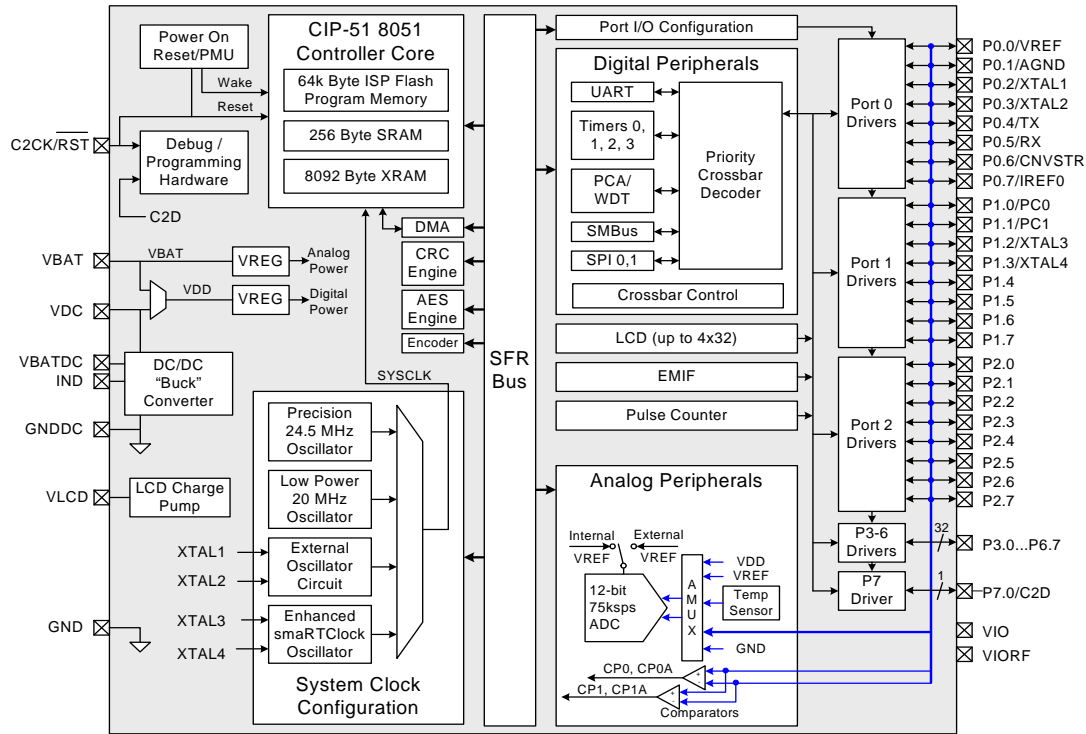 Power On
Reset/PMU
Wake
Reset
C2CK/RST
Debug /
Programming
Hardware
C2D
CIP-51 8051
Controller Core
64k Byte ISP Flash
Program Memory
256 Byte SRAM
8092 Byte XRAM
DMA
CRC
Engine
AES
Engine
Encoder
VBAT
VBAT
VREG
Analog
Power
VDC
VDD
VREG
Digital
Power
VBATDC
IND
DC/DC
“Buck”
Converter
GNDDC
VLCD
LCD Charge
Pump
SYSCLK
Precision
24.5 MHz
Oscillator
Low Power
20 MHz
Oscillator
XTAL1
XTAL2
External
Oscillator
Circuit
XTAL3
XTAL4
Enhanced
smaRTClock
Oscillator
GND
System Clock
Configuration
SFR
Bus
Port I/O Configuration
Digital Peripherals
UART
Timers 0,
1, 2, 3
PCA/
WDT
SMBus
SPI 0,1
Priority
Crossbar
Decoder
Crossbar Control
LCD (up to 4x32)
EMIF
Pulse Counter
Analog Peripherals
Internal
VREF
External
VREF
12-bit
75ksps
ADC
A
M
U
X
VDD
VREF
Temp
Sensor
GND
CP0, CP0A
+
-
CP1, CP1A
+
-
Comparators
Port 0
Drivers
Port 1
Drivers
Port 2
Drivers
P3-6
Drivers
P7
Driver
32
1
P0.0/VREF
P0.1/AGND
P0.2/XTAL1
P0.3/XTAL2
P0.4/TX
P0.5/RX
P0.6/CNVSTR
P0.7/IREF0
P1.0/PC0
P1.1/PC1
P1.2/XTAL3
P1.3/XTAL4
P1.4
P1.5
P1.6
P1.7
P2.0
P2.1
P2.2
P2.3
P2.4
P2.5
P2.6
P2.7
P3.0...P6.7
P7.0/C2D
VIO
VIORF